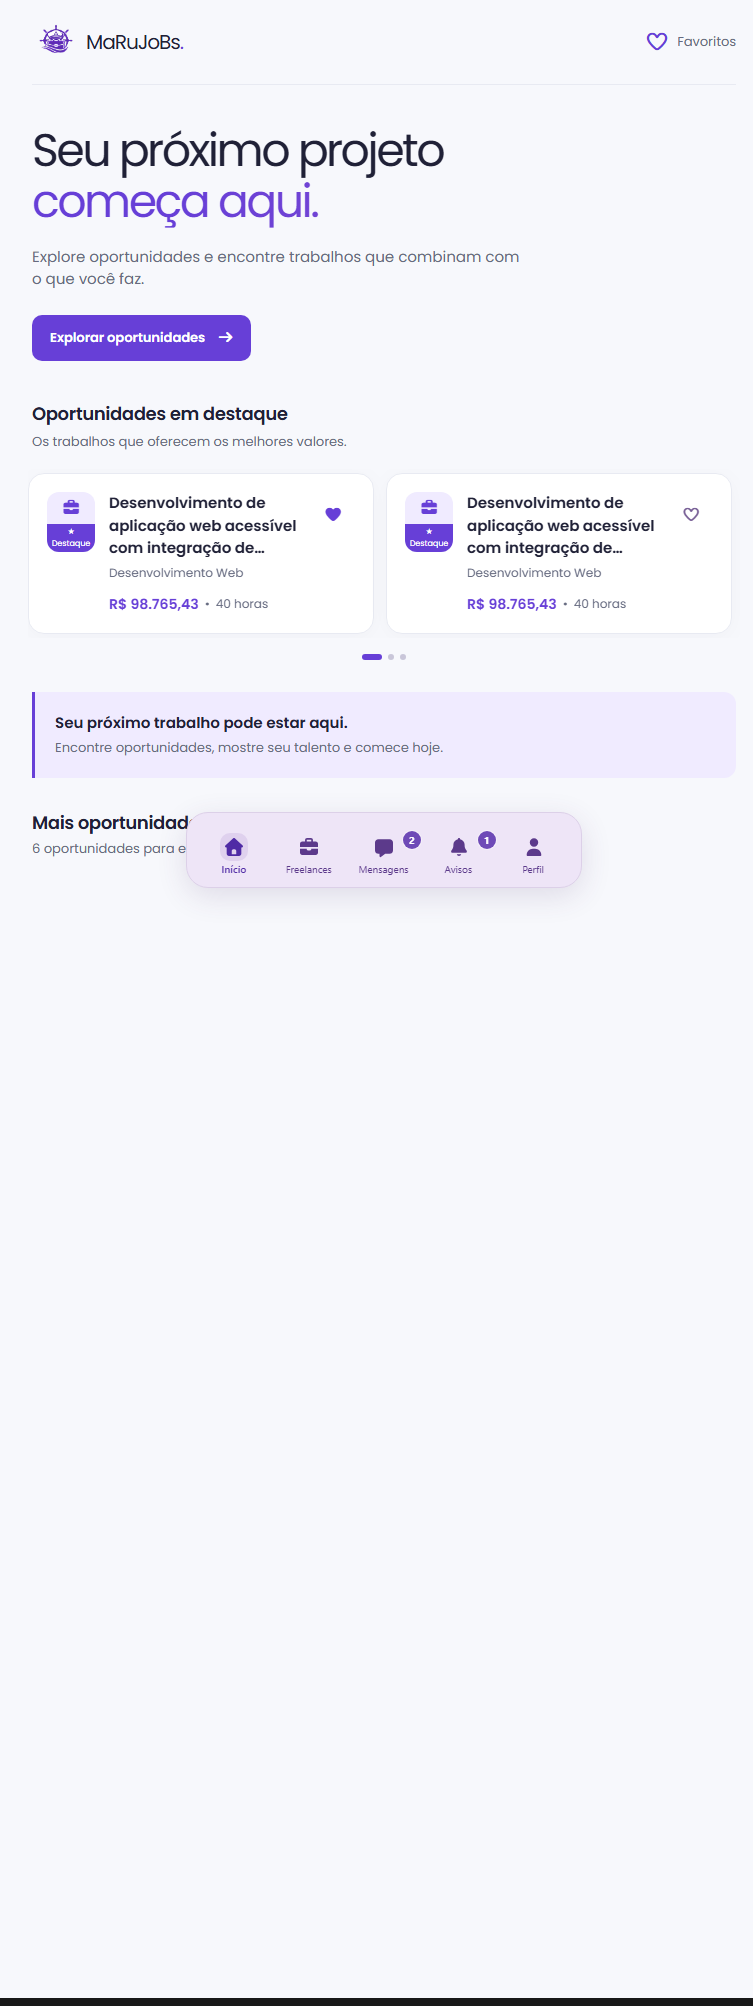 MaRuJoBs.
Favoritos
Seu próximo projeto
começa aqui.
Explore oportunidades e encontre trabalhos que combinam com
o que você faz.
Explorar oportunidades
Oportunidades em destaque
Os trabalhos que oferecem os melhores valores.
Destaque
Desenvolvimento de
aplicação web acessível
com integração de...
Desenvolvimento Web
R$ 98.765,43 • 40 horas
Destaque
Desenvolvimento de
aplicação web acessível
com integração de...
Desenvolvimento Web
R$ 98.765,43 • 40 horas
Seu próximo trabalho pode estar aqui.
Encontre oportunidades, mostre seu talento e comece hoje.
Mais
6 oportunidades para
Início
Freelances
2
Mensagens
1
Avisos
Perfil